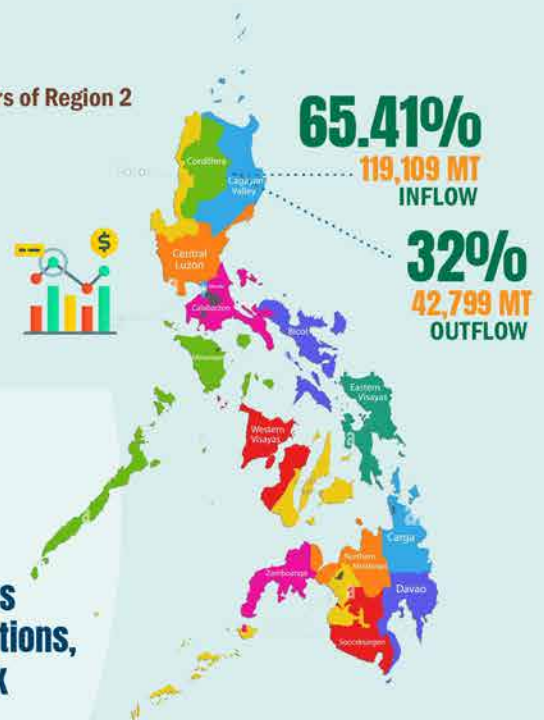 rs of Region 2
65.41%
119,109 MT
INFLOW
32%
42,799 MT
OUTFLOW
Cordillera
Cagayan
Valley
Central
Luzon
Calabarzon
Bicol
Mimaropa
Eastern
Visayas
Western
Visayas
Caraga
Northern
Mindanao
Zamboanga
Davao
Soccsksargen
s
tions,
k